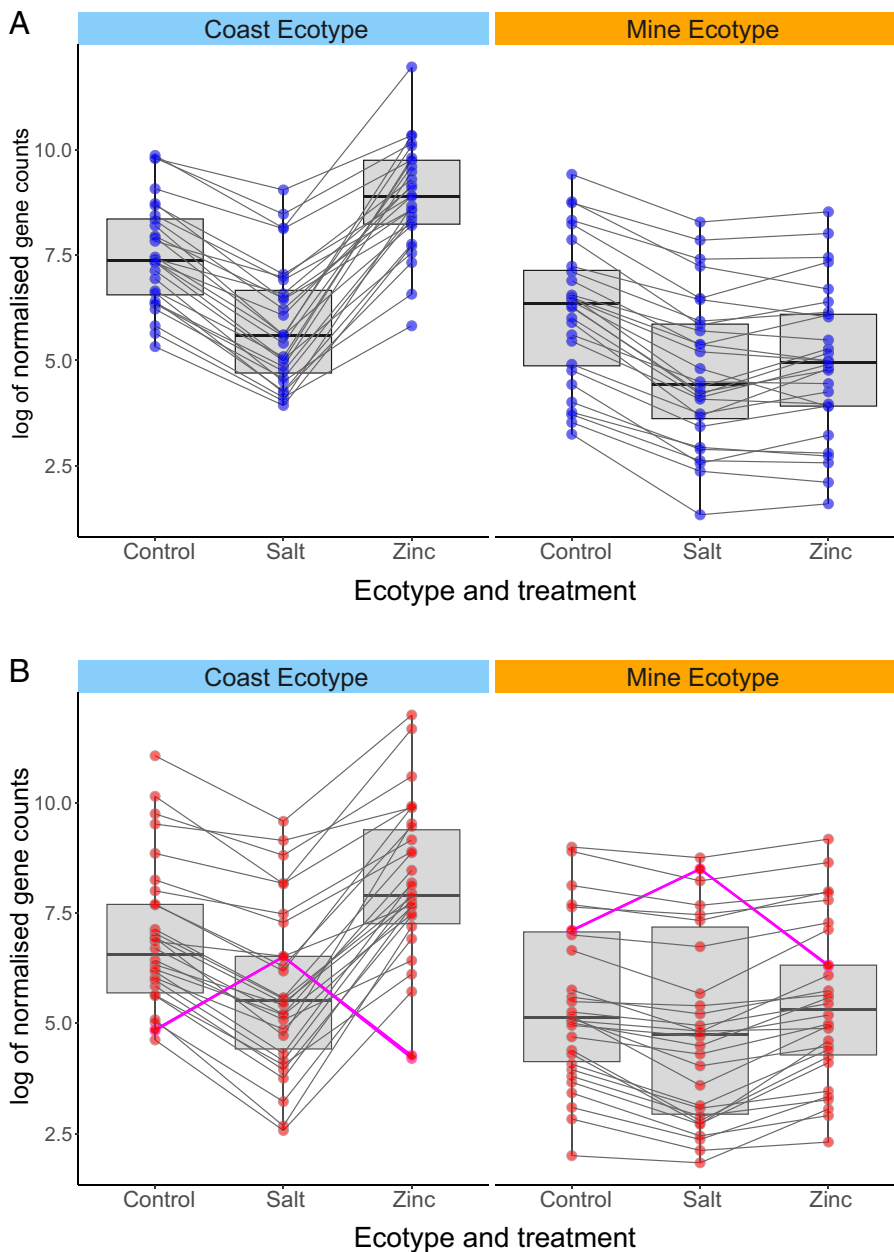 A
Coast Ecotype
Mine Ecotype
log of normalised gene counts
10.0
7.5
5.0
2.5
Control
Salt
Zinc
Control
Salt
Zinc
Ecotype and treatment
B
Coast Ecotype
Mine Ecotype
log of normalised gene counts
10.0
7.5
5.0
2.5
Control
Salt
Zinc
Control
Salt
Zinc
Ecotype and treatment